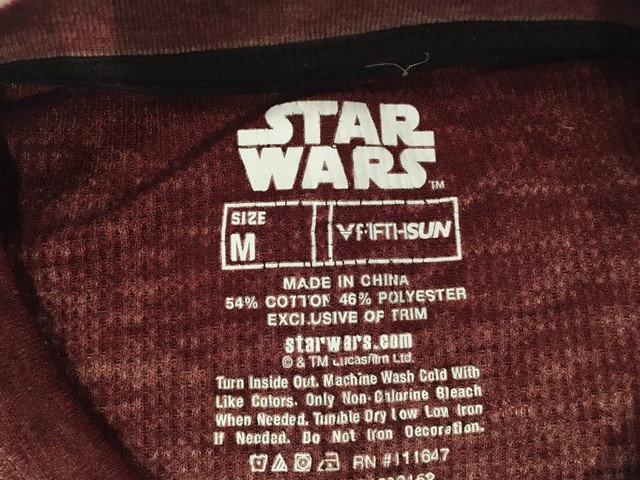 STAR
WARS™
SIZE
M
FIFTHSUN
MADE IN CHINA
54% COTTON 46% POLYESTER
EXCLUSIVE OF TRIM
starwars.com
© & TM Lucasfilm Ltd.
Turn Inside Out. Machine Wash Cold With
Like Colors. Only Non-Chlorine Bleach
When Needed. Tumble Dry Low Low Iron
If Needed. Do Not Iron Decoration.
RN #111647